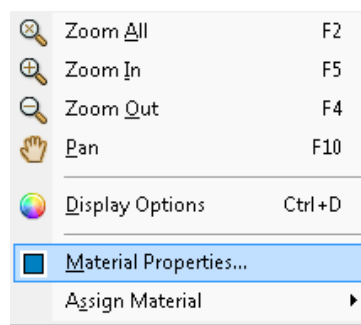 Zoom All F2
Zoom In F5
Zoom Out F4
Pan F10
Display Options Ctrl+D
Material Properties...
Assign Material